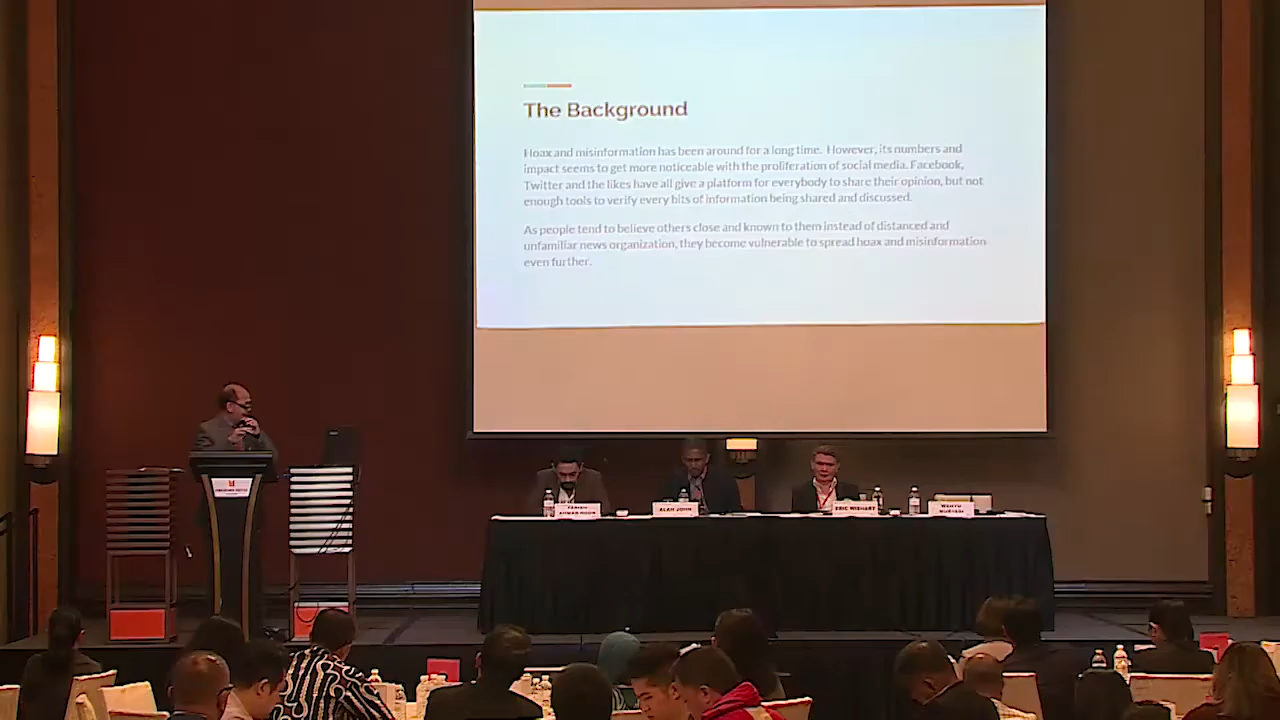 The Background
Hoax and misinformation has been around for a long time. However, its numbers and
impact seems to get more noticeable with the proliferation of social media. Facebook,
Twitter and the likes have all give a platform for everybody to share their opinion, but not
enough tools to verify every bits of information being shared and discussed.
As people tend to believe others close and known to them instead of distanced and
unfamiliar news organization, they become vulnerable to spread hoax and misinformation
even further.
ALAN JOHN
ERIC WISHART
WAHYU